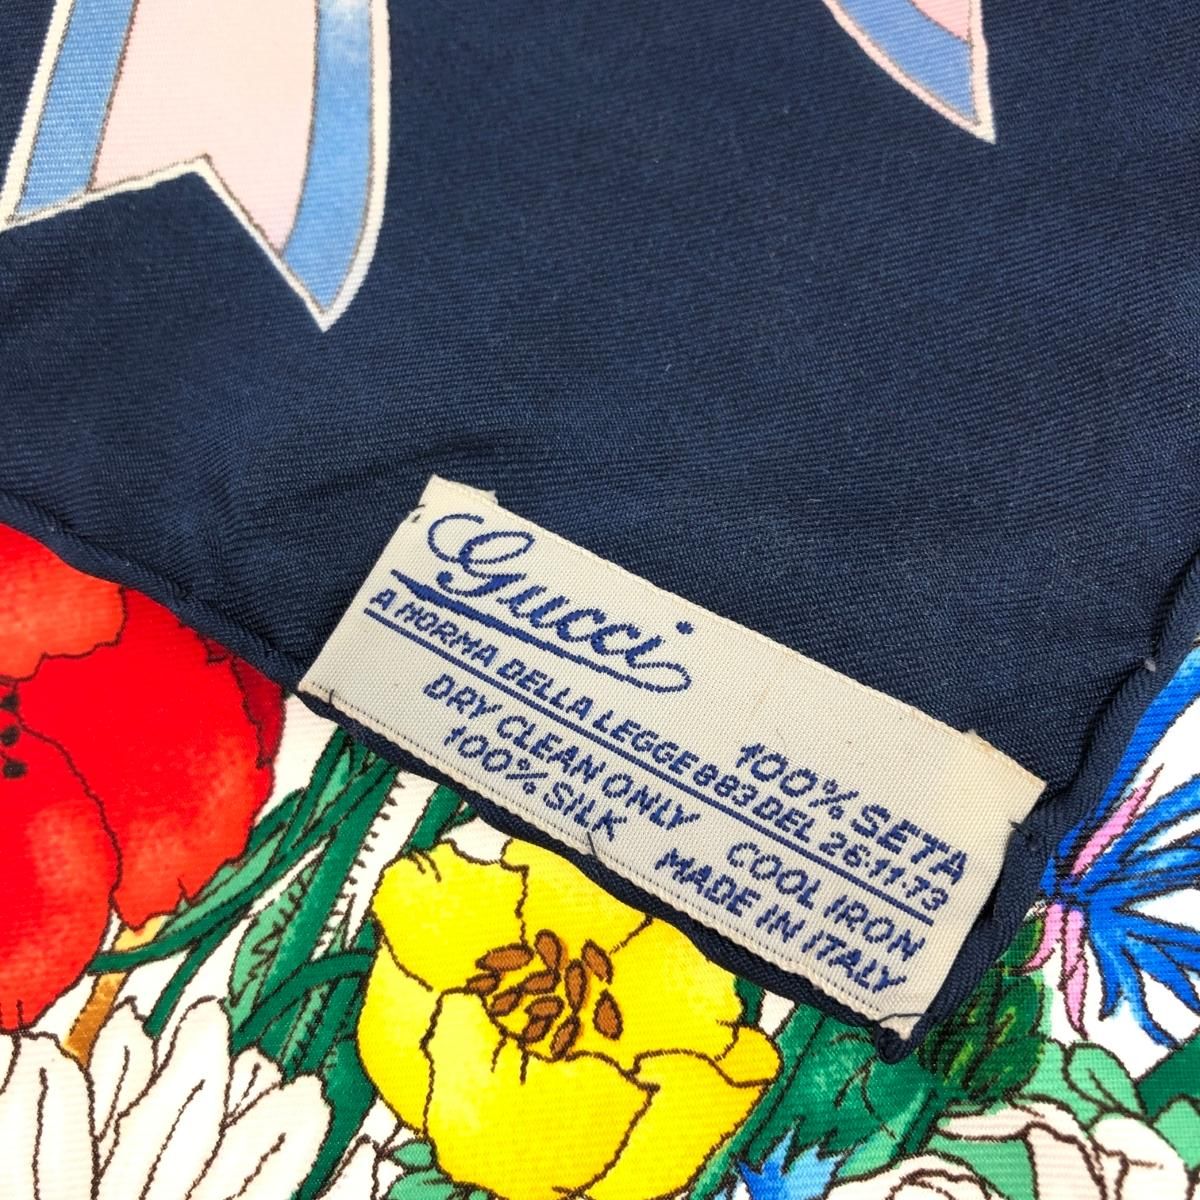 Gucci
100% SETA
A NORMA DELLA LEGGE 883 DEL 26·11·73
DRY CLEAN ONLY COOL IRON
100% SILK MADE IN ITALY